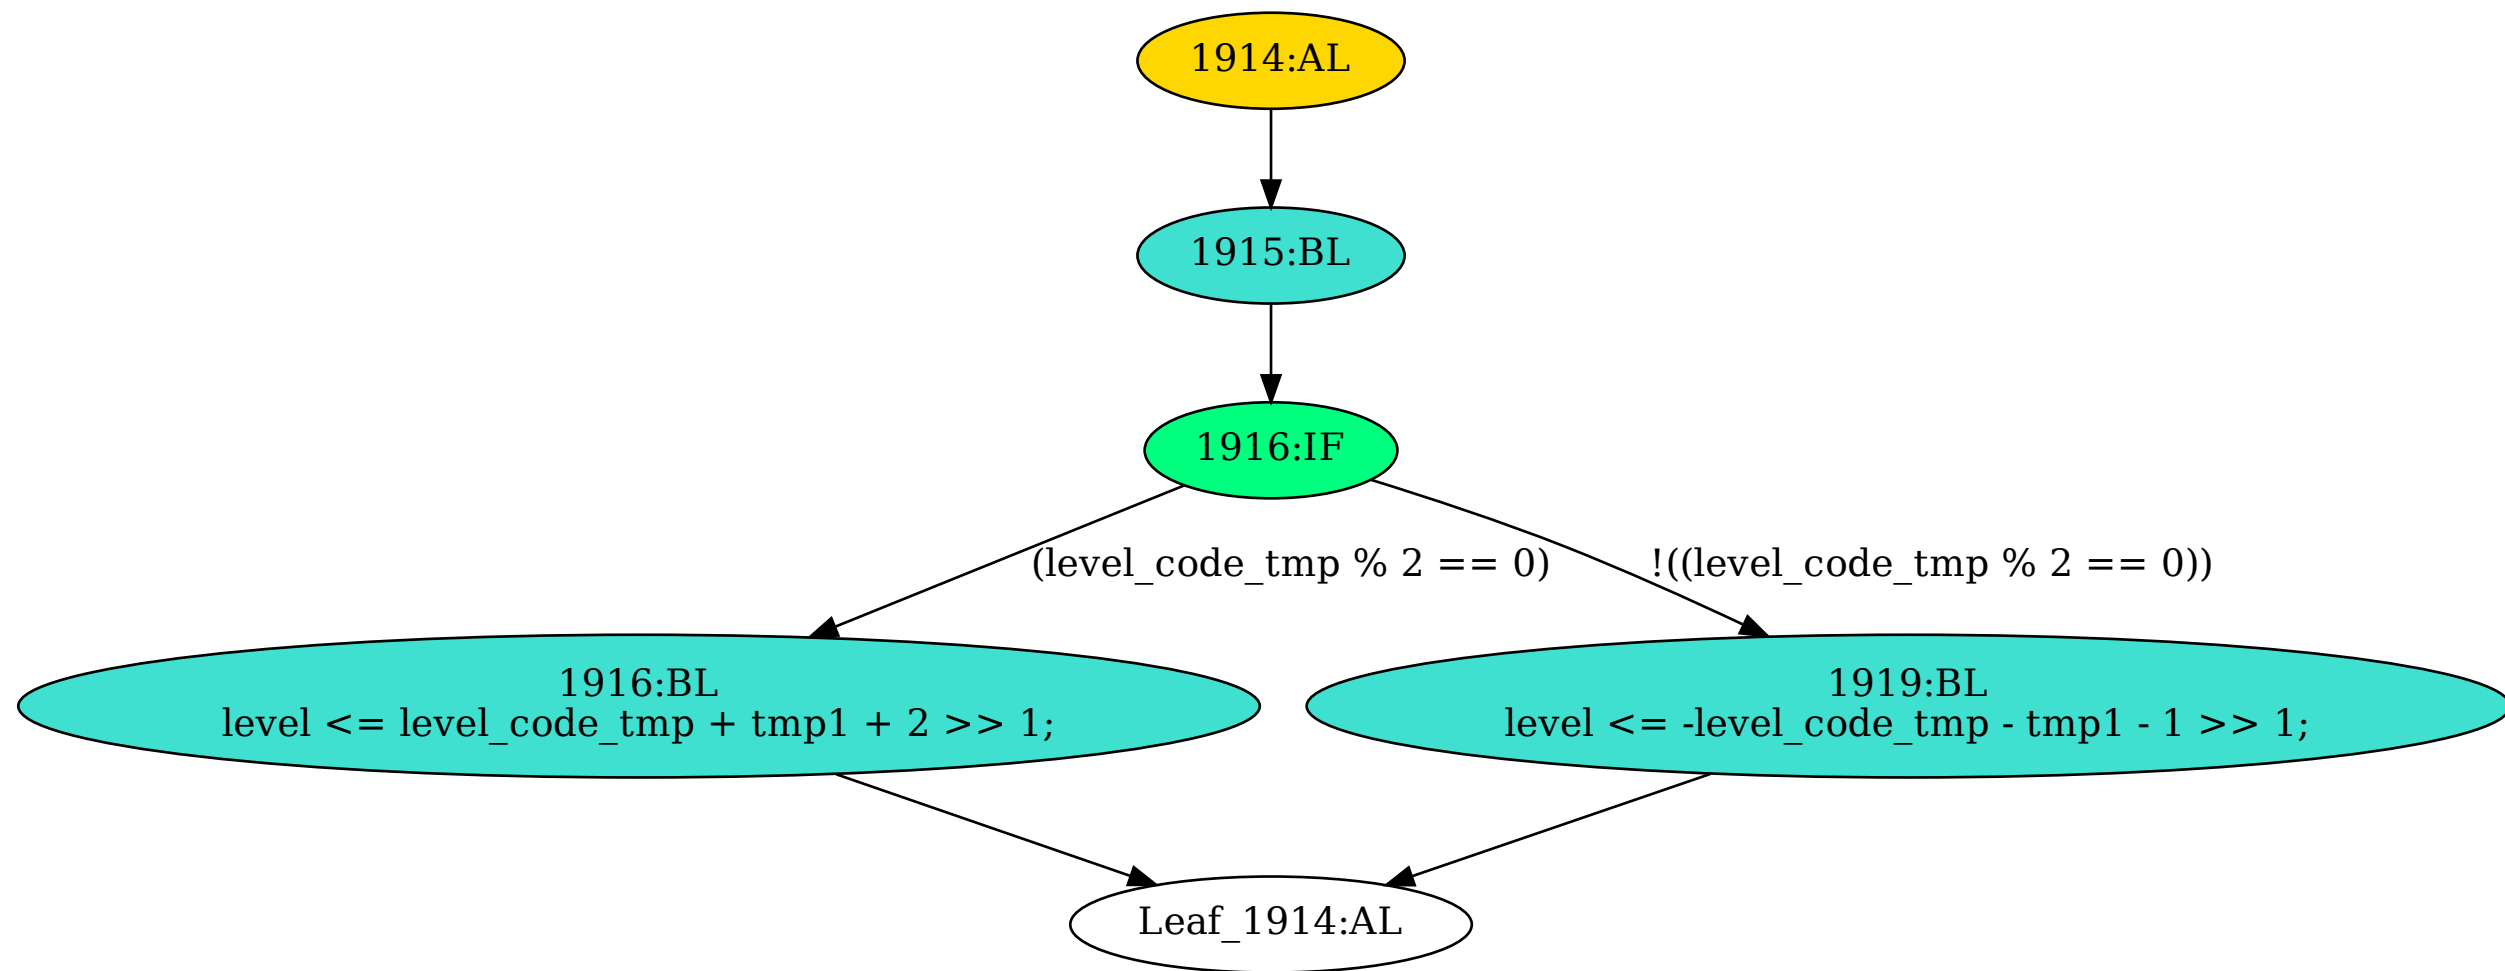 1914:AL
1915:BL
1916:IF
(level_code_tmp % 2 == 0)
!((level_code_tmp % 2 == 0))
1916:BL
level <= level_code_tmp + tmp1 + 2 >> 1;
1919:BL
level <= -level_code_tmp - tmp1 - 1 >> 1;
Leaf_1914:AL